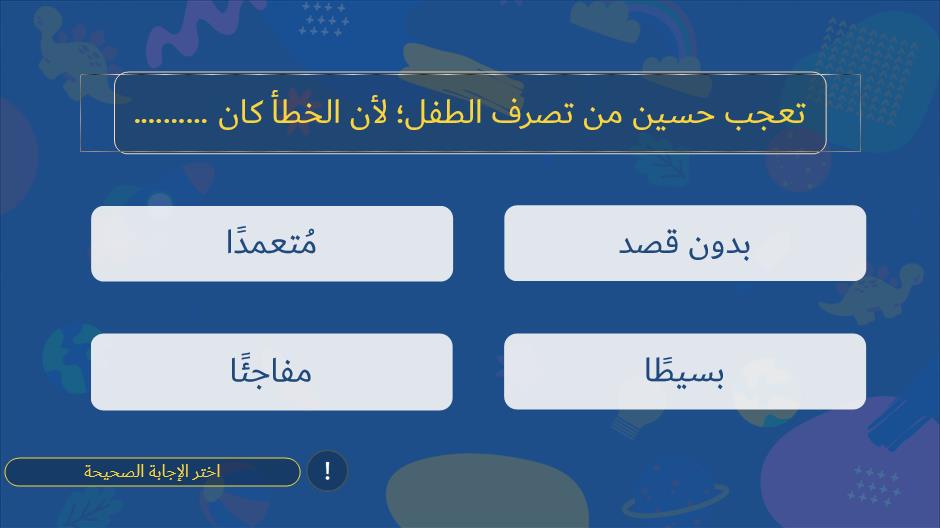 تعجب حسين من تصرف الطفل؛ لأن الخطأ كان ..........
بدون قصد
مُتعمدًا
بسيطًا
مفاجئًا
!
اختر الإجابة الصحيحة